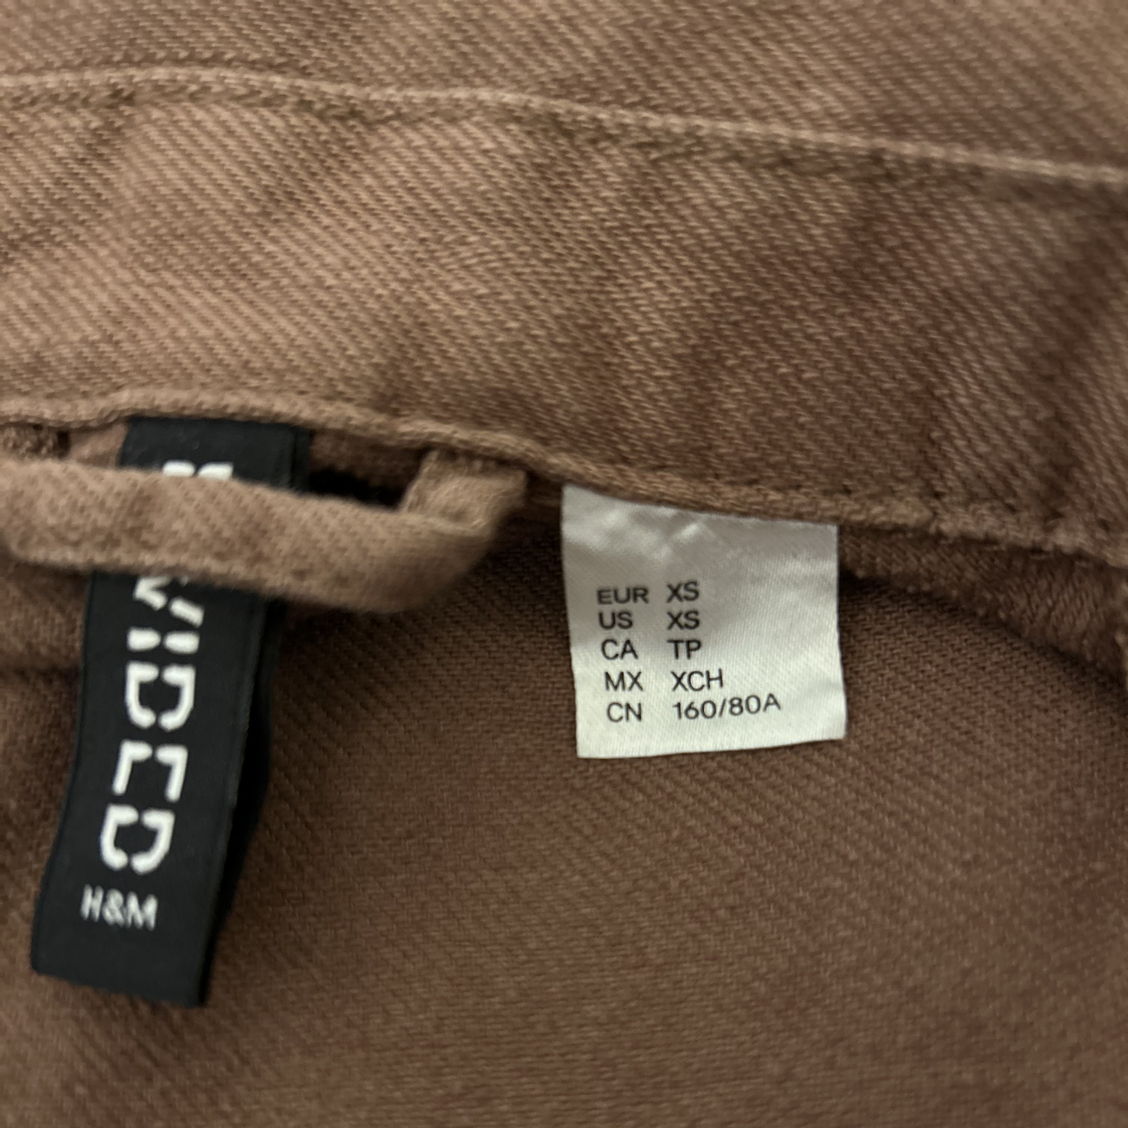 H&M
EUR XS
US XS
CA TP
MX XCH
CN 160/80A